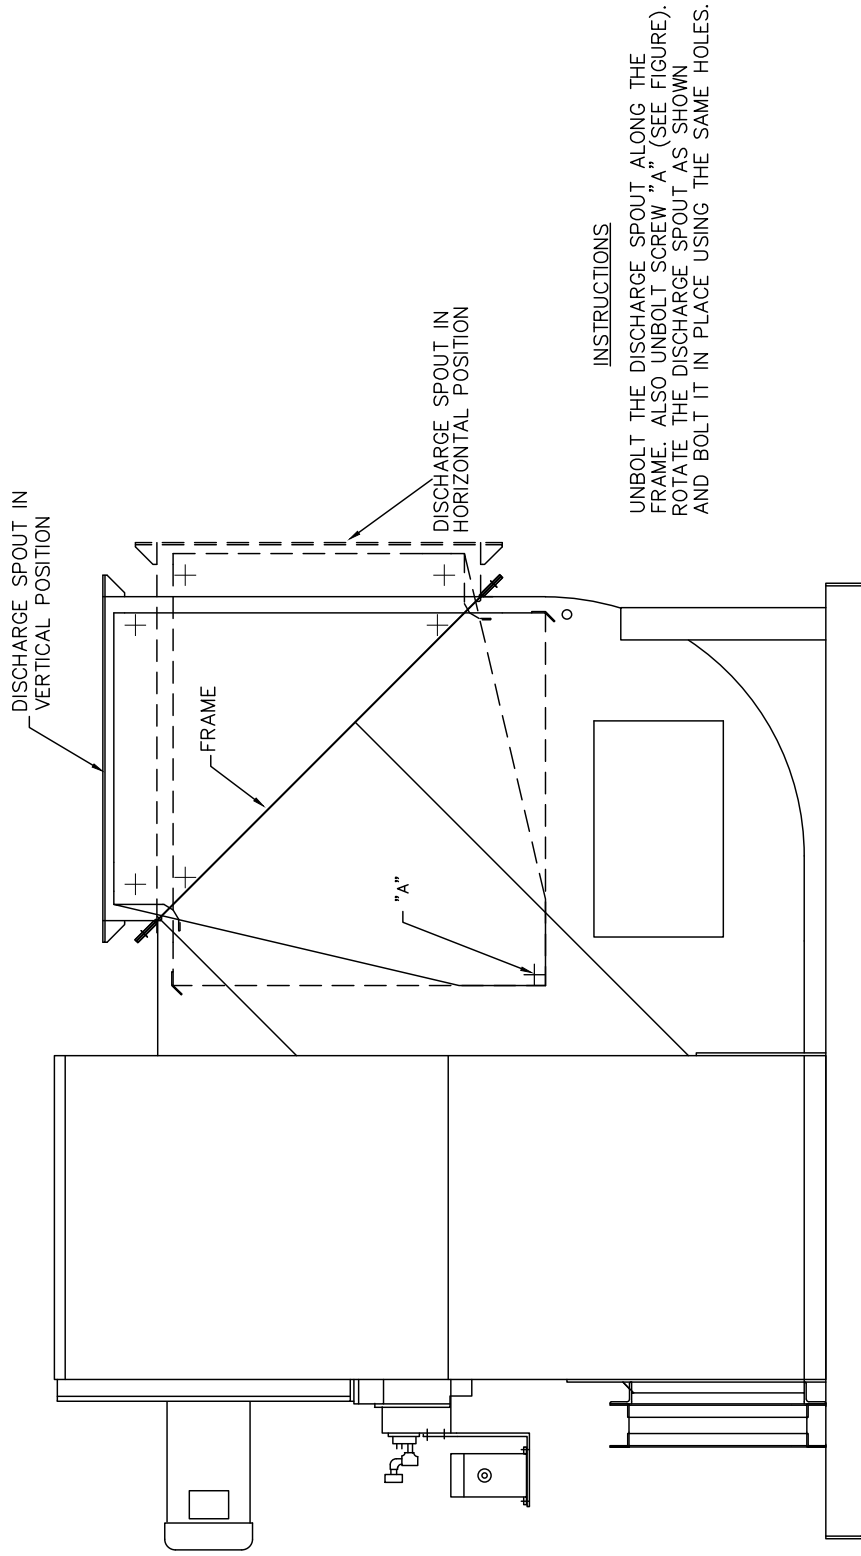 DISCHARGE SPOUT IN
VERTICAL POSITION
FRAME
"A"
DISCHARGE SPOUT IN
HORIZONTAL POSITION
INSTRUCTIONS
UNBOLT THE DISCHARGE SPOUT ALONG THE
FRAME. ALSO UNBOLT SCREW "A" (SEE FIGURE).
ROTATE THE DISCHARGE SPOUT AS SHOWN
AND BOLT IT IN PLACE USING THE SAME HOLES.